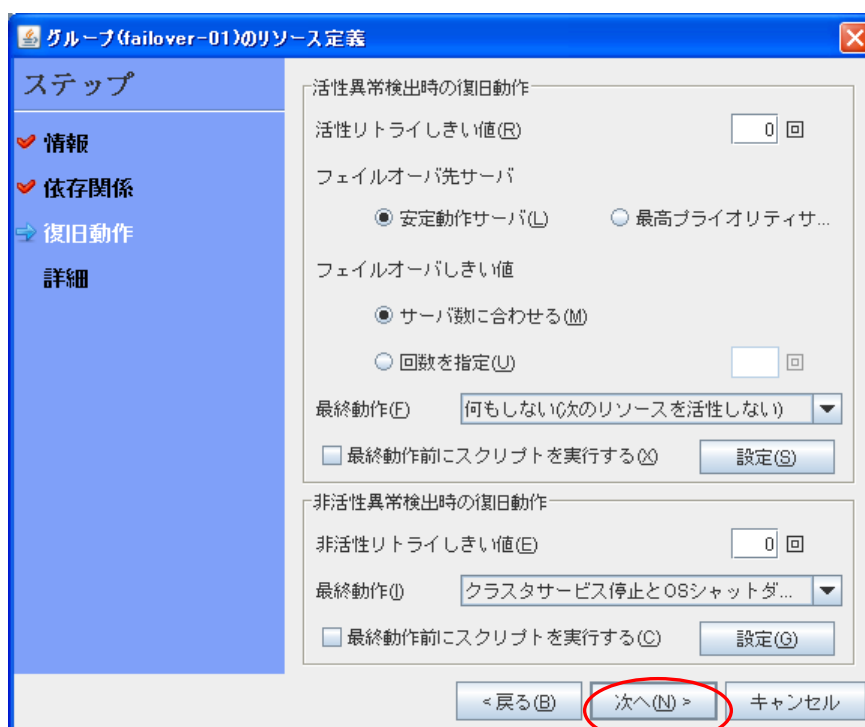 グループ(failover-01)のリソース定義
ステップ
情報
依存関係
復旧動作
詳細
活性異常検出時の復旧動作
活性リトライしきい値(R)
0 回
フェイルオーバ先サーバ
安定動作サーバ(L) 最高プライオリティサ...
フェイルオーバしきい値
サーバ数に合わせる(M)
回数を指定(U) 回
最終動作(F) 何もしない(次のリソースを活性しない)
最終動作前にスクリプトを実行する(X) 設定(S)
非活性異常検出時の復旧動作
非活性リトライしきい値(E) 0 回
最終動作(I) クラスタサービス停止とOSシャットダ...
最終動作前にスクリプトを実行する(C) 設定(G)
<戻る(B) 次へ(N) > キャンセル